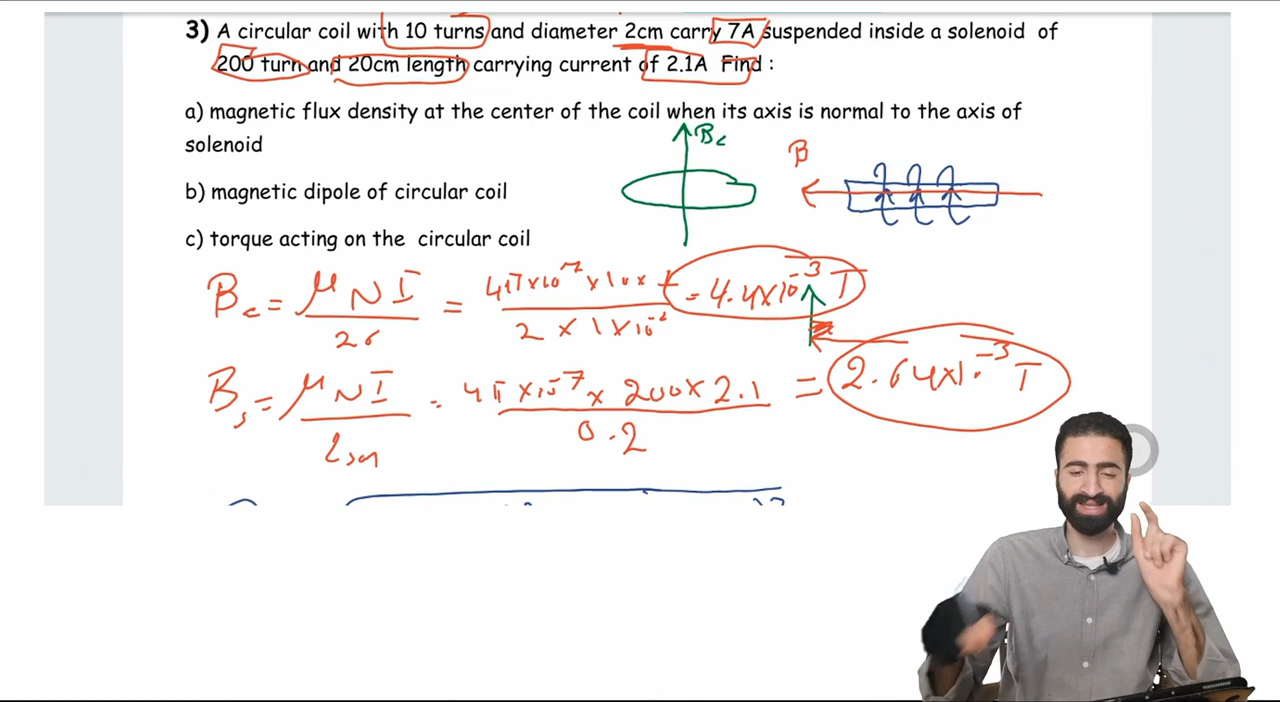 3) A circular coil with 10 turns and diameter 2cm carry 7A suspended inside a solenoid of
200 turn and 20cm length carrying current of 2.1A Find :
a) magnetic flux density at the center of the coil when its axis is normal to the axis of
solenoid
Bc
B
b) magnetic dipole of circular coil
c) torque acting on the circular coil
Bc = μNI / 2r = 4π×10⁻⁷ × 10 × 7 / 2 × 1 × 10⁻² = 4.4×10⁻³ T
Bs = μNI / lsol = 4π×10⁻⁷ × 200 × 2.1 / 0.2 = 2.64×10⁻³ T